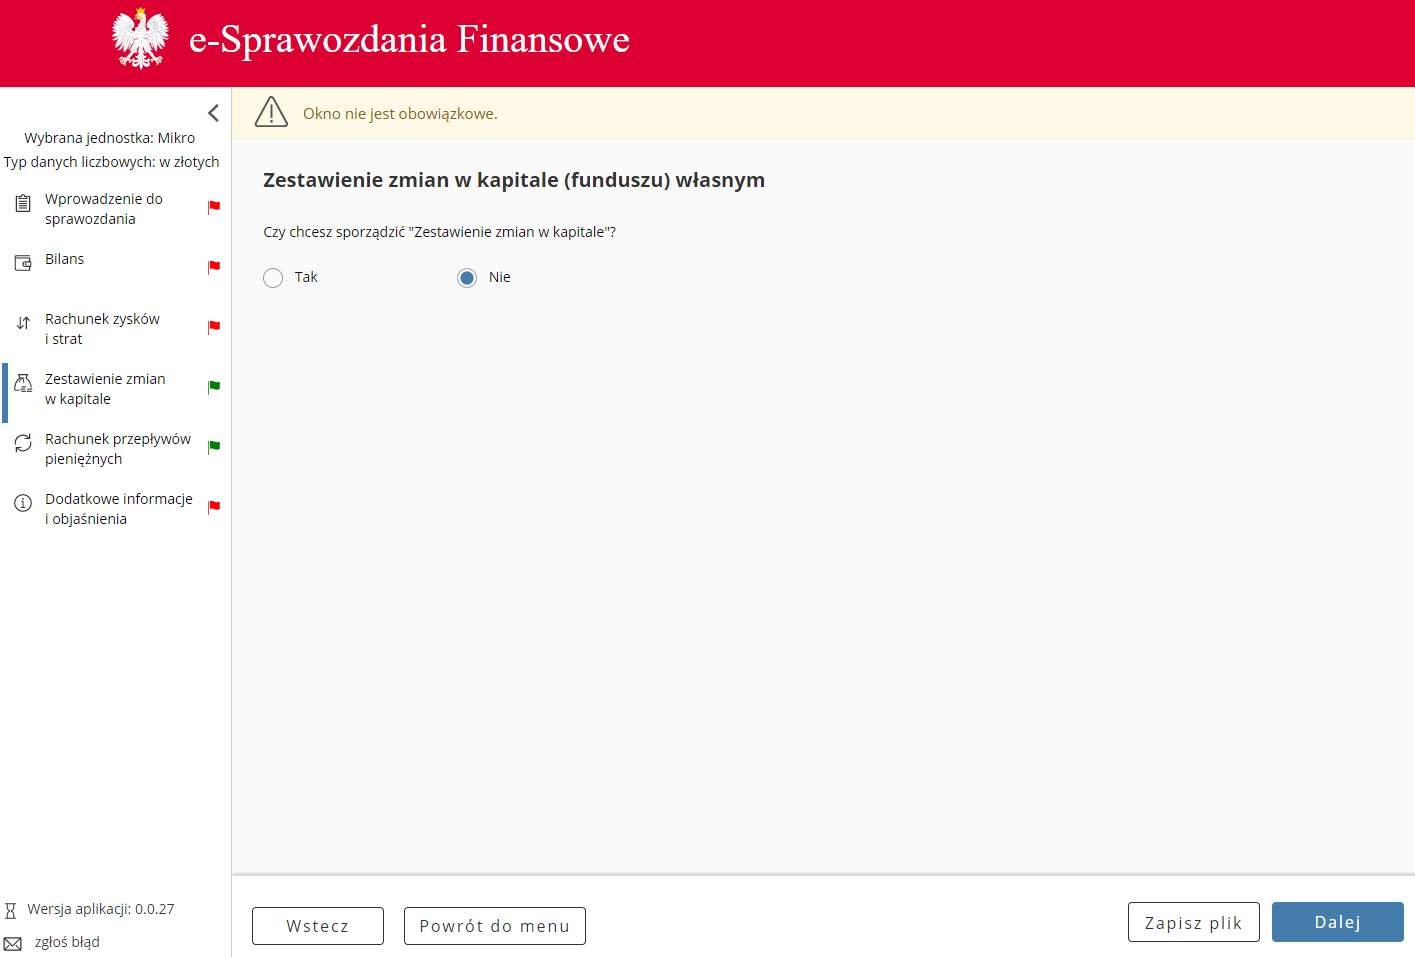 e-Sprawozdania Finansowe
Wybrana jednostka: Mikro
Typ danych liczbowych: w złotych
Wprowadzenie do
sprawozdania
Bilans
Rachunek zysków
i strat
Zestawienie zmian
w kapitale
Rachunek przepływów
pieniężnych
Dodatkowe informacje
i objaśnienia
Wersja aplikacji: 0.0.27
zgłoś błąd
Okno nie jest obowiązkowe.
Zestawienie zmian w kapitale (funduszu) własnym
Czy chcesz sporządzić "Zestawienie zmian w kapitale"?
Tak
Nie
Wstecz
Powrót do menu
Zapisz plik
Dalej